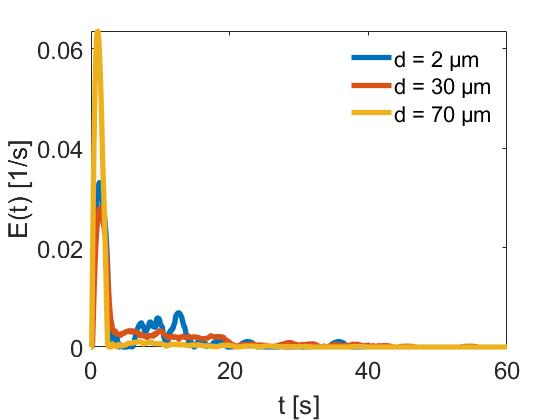 0.06
0.04
0.02
0
E(t) [1/s]
d = 2 µm
d = 30 µm
d = 70 µm
0 20 40 60
t [s]